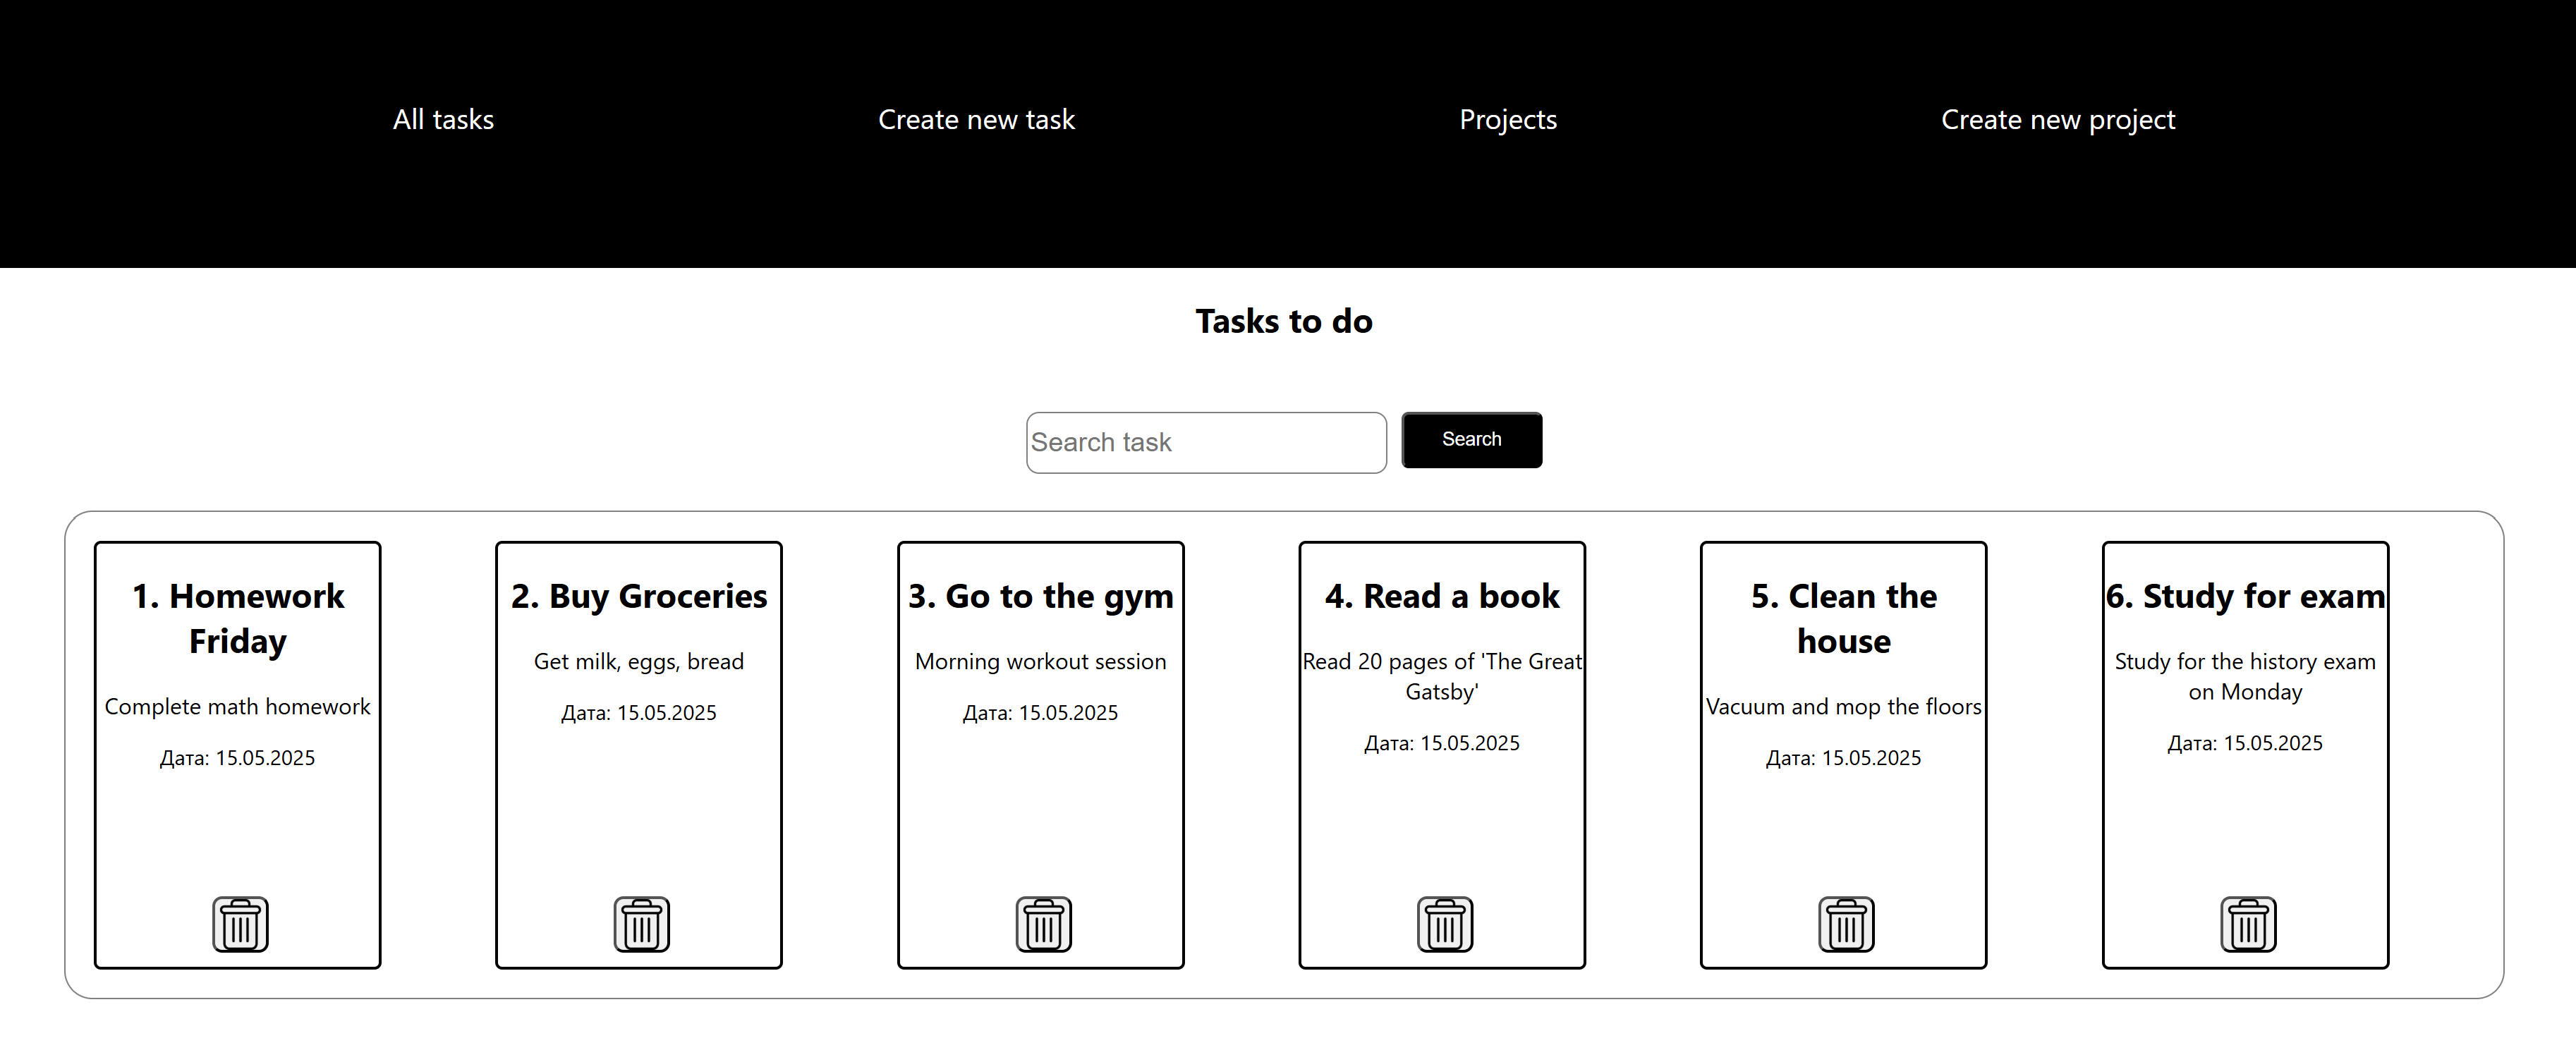 All tasks
Create new task
Projects
Create new project
Tasks to do
Search task
Search
1. Homework
Friday
Complete math homework
Дата: 15.05.2025
2. Buy Groceries
Get milk, eggs, bread
Дата: 15.05.2025
3. Go to the gym
Morning workout session
Дата: 15.05.2025
4. Read a book
Read 20 pages of 'The Great
Gatsby'
Дата: 15.05.2025
5. Clean the
house
Vacuum and mop the floors
Дата: 15.05.2025
6. Study for exam
Study for the history exam
on Monday
Дата: 15.05.2025